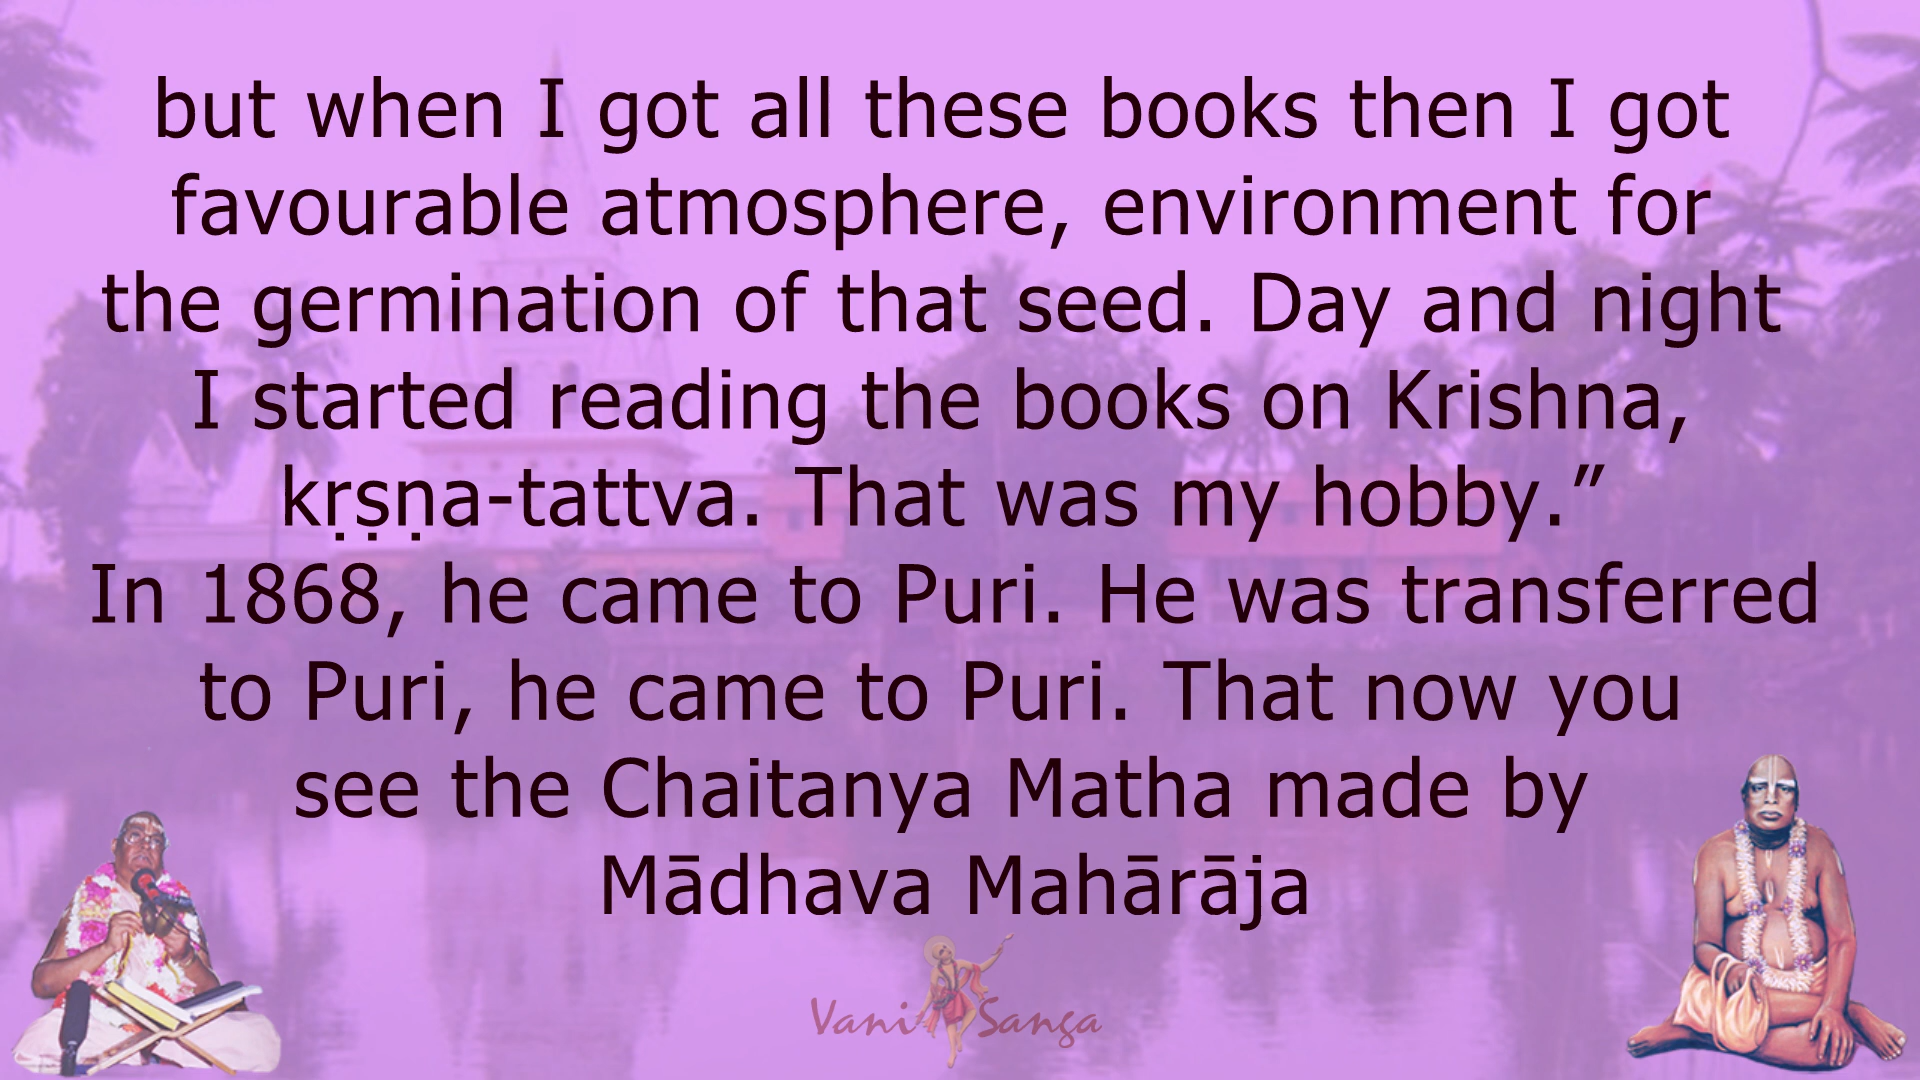 but when I got all these books then I got
favourable atmosphere, environment for
the germination of that seed. Day and night
I started reading the books on Krishna,
kṛṣṇa-tattva. That was my hobby.”
In 1868, he came to Puri. He was transferred
to Puri, he came to Puri. That now you
see the Chaitanya Matha made by
Mādhava Mahārāja
Vani Sanga